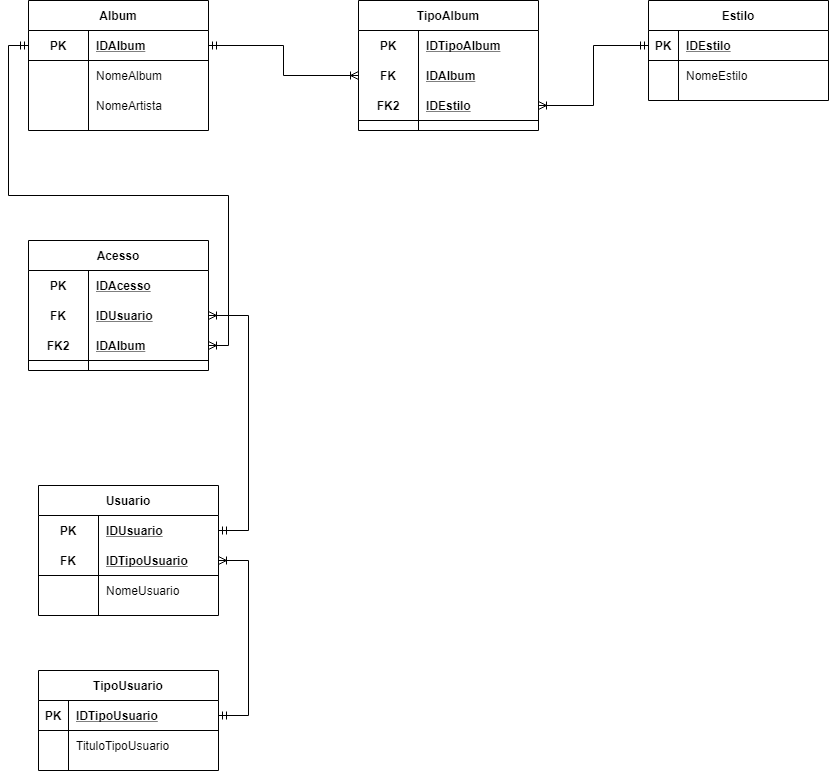 Album
PK IDAlbum
NomeAlbum
NomeArtista
TipoAlbum
PK IDTipoAlbum
FK IDAlbum
FK2 IDEstilo
Estilo
PK IDEstilo
NomeEstilo
Acesso
PK IDAcesso
FK IDUsuario
FK2 IDAlbum
Usuario
PK IDUsuario
FK IDTipoUsuario
NomeUsuario
TipoUsuario
PK IDTipoUsuario
TituloTipoUsuario